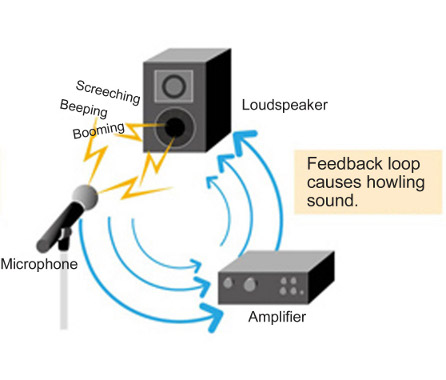 Screeching
Beeping
Booming
Loudspeaker
Feedback loop
causes howling
sound.
Microphone
Amplifier